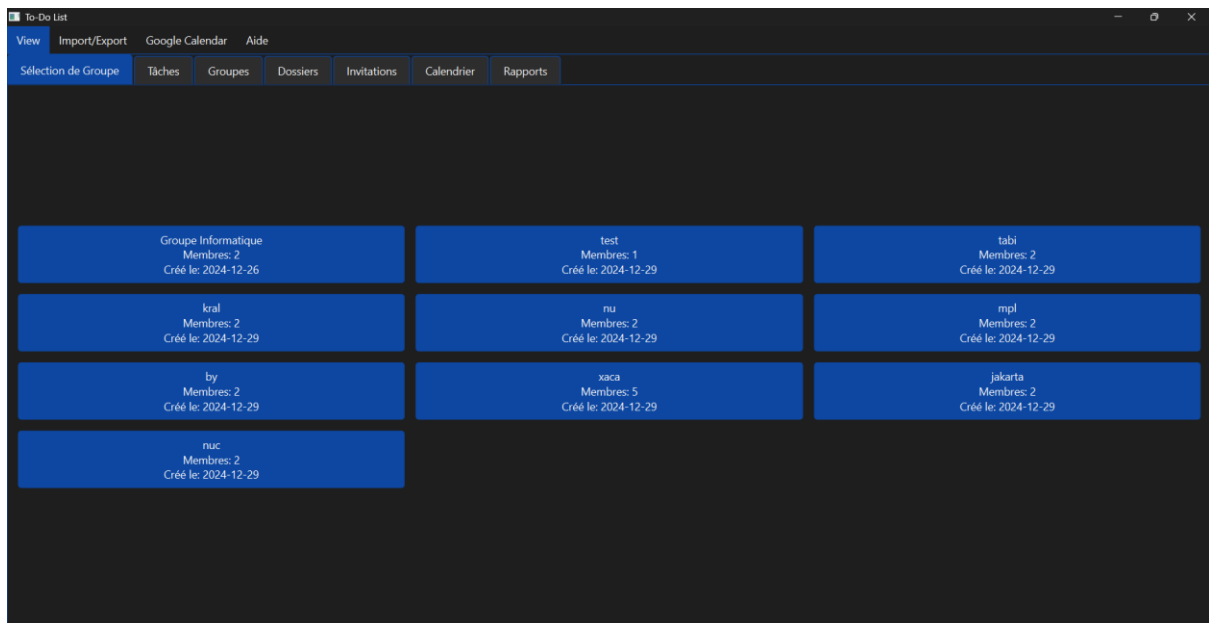 To-Do List
View Import/Export Google Calendar Aide
Sélection de Groupe Tâches Groupes Dossiers Invitations Calendrier Rapports
Groupe Informatique
Membres: 2
Créé le: 2024-12-26
test
Membres: 1
Créé le: 2024-12-29
tabi
Membres: 2
Créé le: 2024-12-29
kral
Membres: 2
Créé le: 2024-12-29
nu
Membres: 2
Créé le: 2024-12-29
mpl
Membres: 2
Créé le: 2024-12-29
by
Membres: 2
Créé le: 2024-12-29
xaca
Membres: 5
Créé le: 2024-12-29
jakarta
Membres: 2
Créé le: 2024-12-29
nuc
Membres: 2
Créé le: 2024-12-29